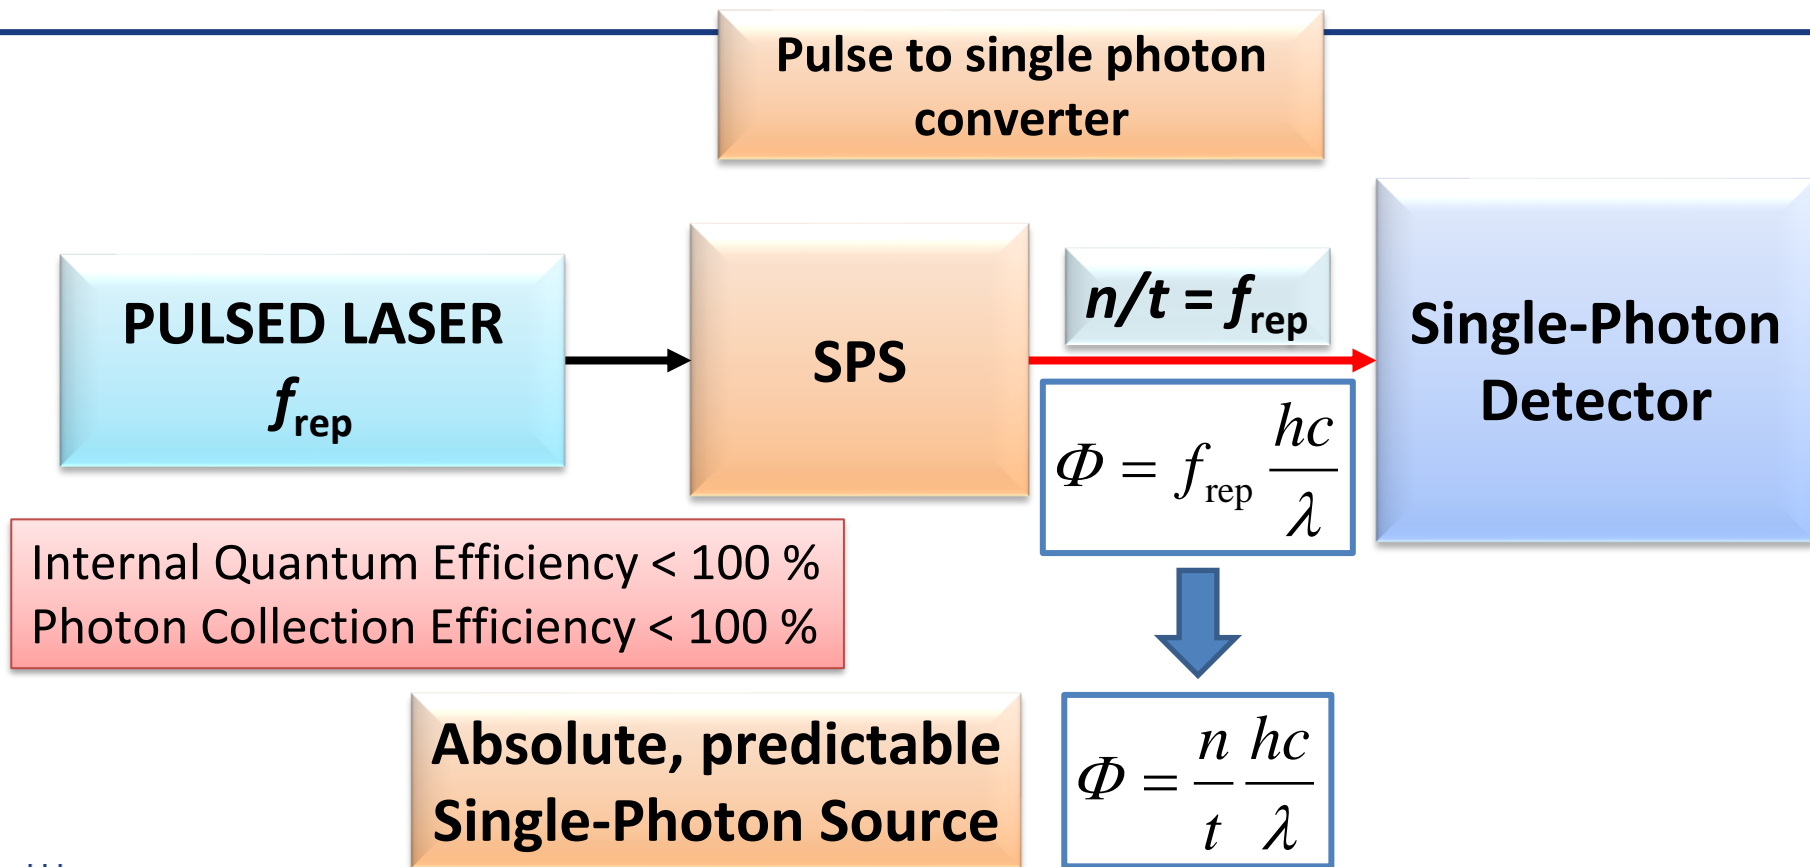 Pulse to single photon
converter
PULSED LASER
f_rep
SPS
n/t = f_rep
Φ = f_rep hc/λ
Single-Photon
Detector
Internal Quantum Efficiency < 100 %
Photon Collection Efficiency < 100 %
Absolute, predictable
Single-Photon Source
Φ = n/t hc/λ